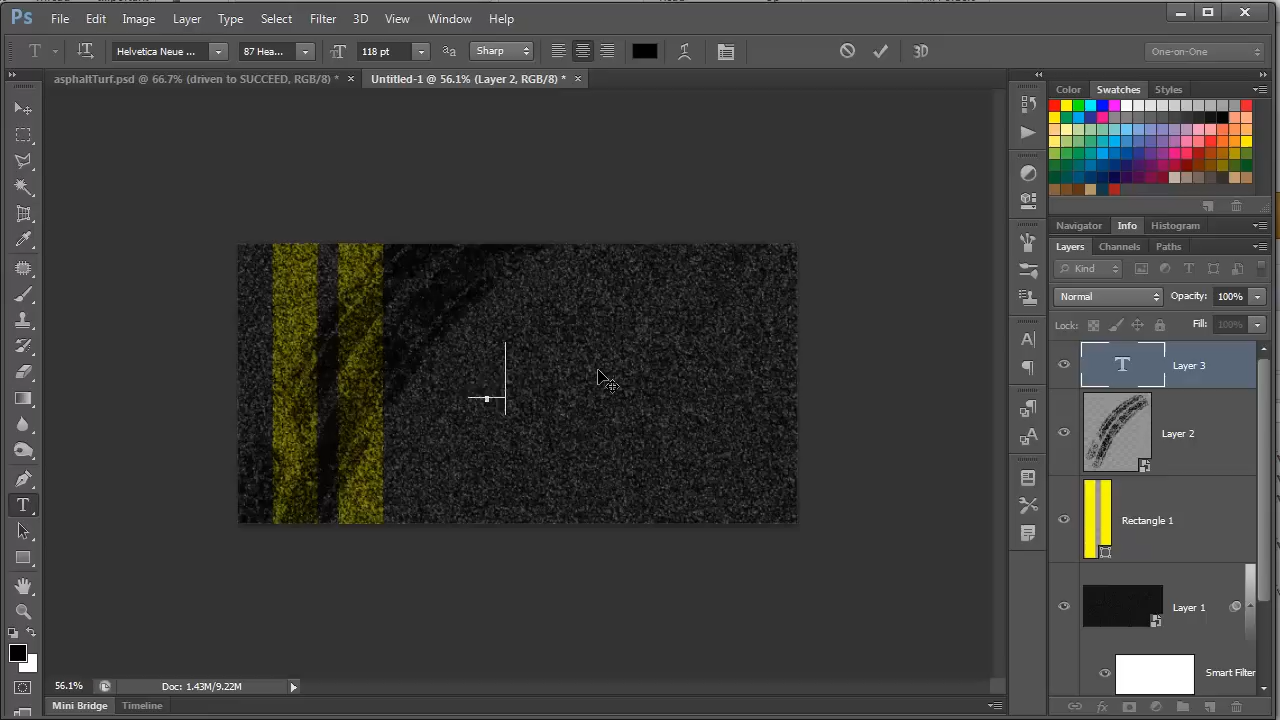 Ps File Edit Image Layer Type Select Filter 3D View Window Help
T Helvetica Neue ... 87 Hea... 118 pt Sharp 3D One-on-One
asphaltTurf.psd @ 66.7% (driven to SUCCEED, RGB/8) * × Untitled-1 @ 56.1% (Layer 2, RGB/8) * ×
Color Swatches Styles
Navigator Info Histogram
Layers Channels Paths
Kind
Normal Opacity: 100%
Lock: Fill: 100%
T Layer 3
Layer 2
Rectangle 1
Layer 1
Smart Filter
56.1% Doc: 1.43M/9.22M
Mini Bridge Timeline